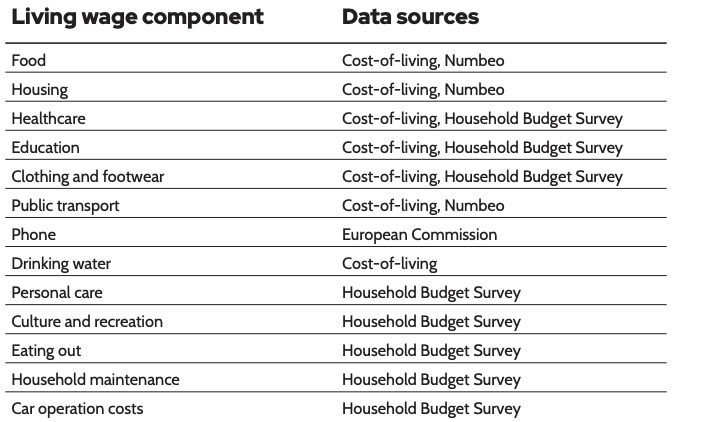 Living wage component Data sources
Food Cost-of-living, Numbeo
Housing Cost-of-living, Numbeo
Healthcare Cost-of-living, Household Budget Survey
Education Cost-of-living, Household Budget Survey
Clothing and footwear Cost-of-living, Household Budget Survey
Public transport Cost-of-living, Numbeo
Phone European Commission
Drinking water Cost-of-living
Personal care Household Budget Survey
Culture and recreation Household Budget Survey
Eating out Household Budget Survey
Household maintenance Household Budget Survey
Car operation costs Household Budget Survey